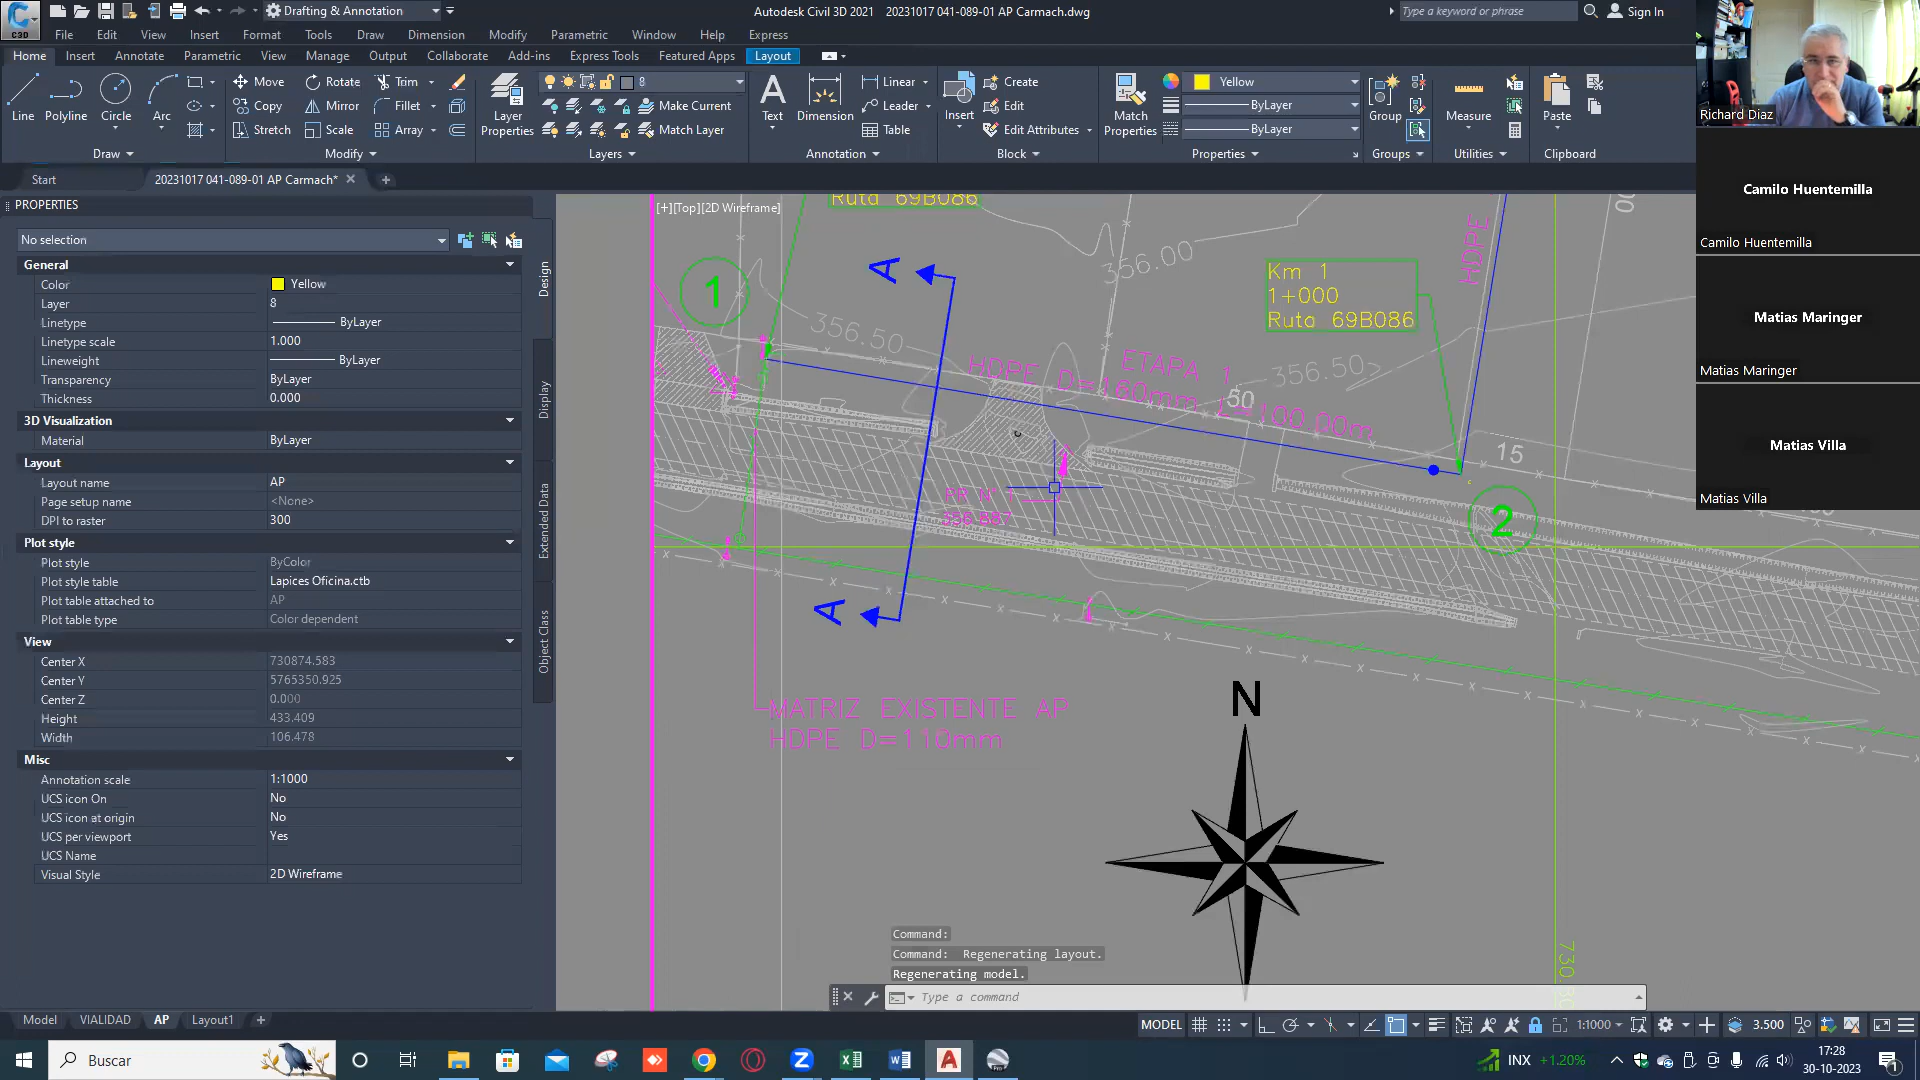 Drafting & Annotation
Autodesk Civil 3D 2021 20231017 041-089-01 AP Carmach.dwg
Type a keyword or phrase
Sign In
C3D
File Edit View Insert Format Tools Draw Dimension Modify Parametric Window Help Express
Home Insert Annotate Parametric View Manage Output Collaborate Add-ins Express Tools Featured Apps Layout
Line
Polyline
Circle
Arc
Draw
Move
Rotate
Trim
Copy
Mirror
Fillet
Stretch
Scale
Array
Modify
Layer
Properties
8
Make Current
Match Layer
Layers
Text
Dimension
Linear
Leader
Table
Annotation
Insert
Create
Edit
Edit Attributes
Block
Match
Properties
Yellow
ByLayer
ByLayer
Properties
Group
Groups
Measure
Utilities
Paste
Clipboard
Start
20231017 041-089-01 AP Carmach*
PROPERTIES
No selection
General
Color Yellow
Layer 8
Linetype ByLayer
Linetype scale 1.000
Lineweight ByLayer
Transparency ByLayer
Thickness 0.000
3D Visualization
Material ByLayer
Layout
Layout name AP
Page setup name <None>
DPI to raster 300
Plot style
Plot style ByColor
Plot style table Lapices Oficina.ctb
Plot table attached to AP
Plot table type Color dependent
View
Center X 730874.583
Center Y 5765350.925
Center Z 0.000
Height 433.409
Width 106.478
Misc
Annotation scale 1:1000
UCS icon On No
UCS icon at origin No
UCS per viewport Yes
UCS Name
Visual Style 2D Wireframe
Design
Display
Extended Data
Object Class
[+][Top][2D Wireframe]
Ruta 69B086
1
A
356.00
HDPE
Km 1
1+000
Ruta 69B086
356.50
356.50
ETAPA 1
HDPE D=160mm L=100.00m
50
15
PR N° 1
2
A
MATRIZ EXISTENTE AP
HDPE D=110mm
N
Command:
Command: Regenerating layout.
Regenerating model.
Type a command
Model VIALIDAD AP Layout1
MODEL
1:1000
3.500
Richard Diaz
Camilo Huentemilla
Camilo Huentemilla
Matias Maringer
Matias Maringer
Matias Villa
Matias Villa
Buscar
INX +1.20%
17:28
30-10-2023
1